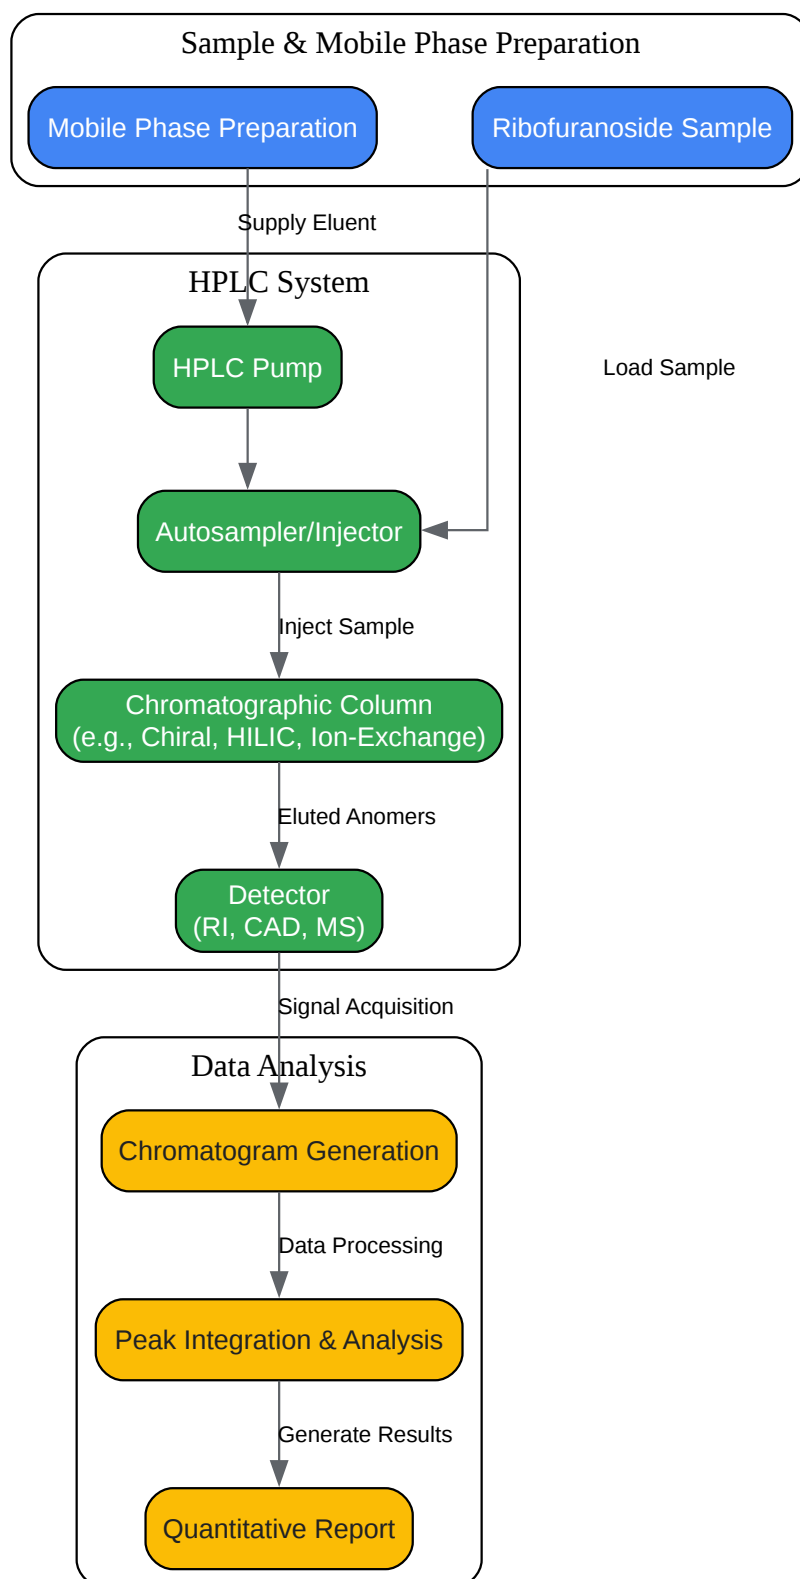 Sample & Mobile Phase Preparation
Mobile Phase Preparation
Ribofuranoside Sample
Supply Eluent
HPLC System
HPLC Pump
Load Sample
Autosampler/Injector
Inject Sample
Chromatographic Column
(e.g., Chiral, HILIC, Ion-Exchange)
Eluted Anomers
Detector
(RI, CAD, MS)
Signal Acquisition
Data Analysis
Chromatogram Generation
Data Processing
Peak Integration & Analysis
Generate Results
Quantitative Report